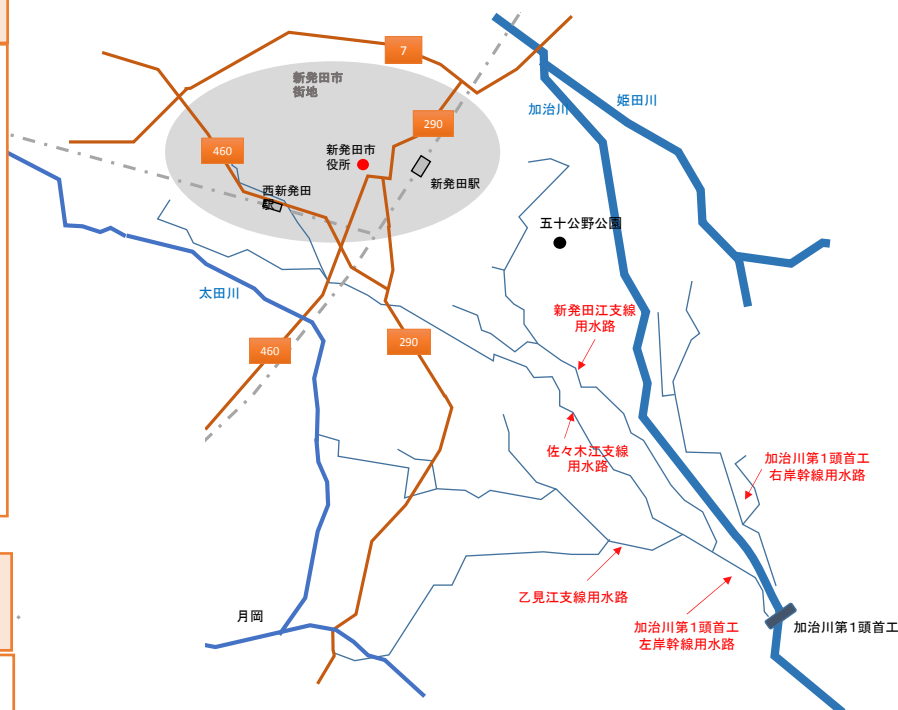 7
新発田市
街地
加治川
姫田川
290
460
新発田市
役所
新発田駅
西新発田
駅
五十公野公園
太田川
新発田江支線
用水路
290
460
佐々木江支線
用水路
加治川第1頭首工
右岸幹線用水路
乙見江支線用水路
月岡
加治川第1頭首工
左岸幹線用水路
加治川第1頭首工